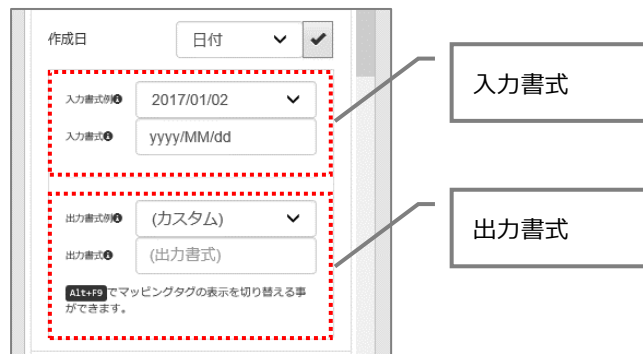 作成日 日付
入力書式例 2017/01/02
入力書式 yyyy/MM/dd
出力書式例 (カスタム)
出力書式 (出力書式)
Alt+F9 でマッピングタグの表示を切り替える事
ができます。
入力書式
出力書式